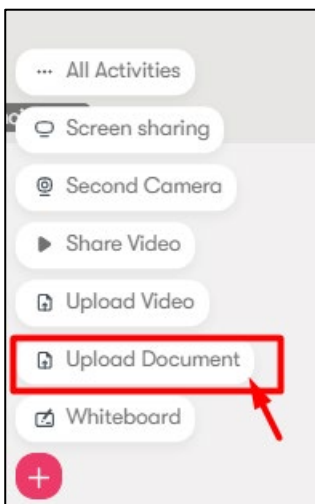 All Activities
Screen sharing
Second Camera
Share Video
Upload Video
Upload Document
Whiteboard